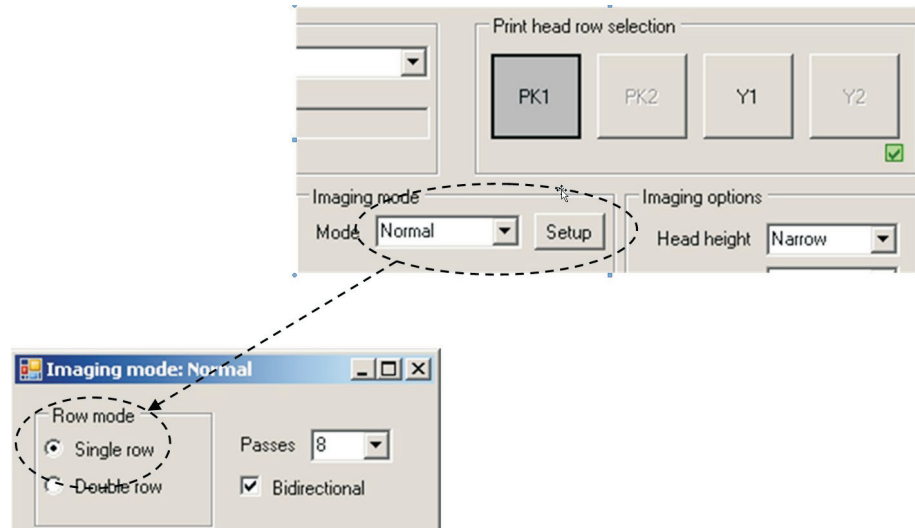 Print head row selection
PK1 PK2 Y1 Y2
Imaging mode
Mode Normal Setup
Imaging options
Head height Narrow
Imaging mode: Normal
Row mode
Single row
Double row
Passes 8
Bidirectional